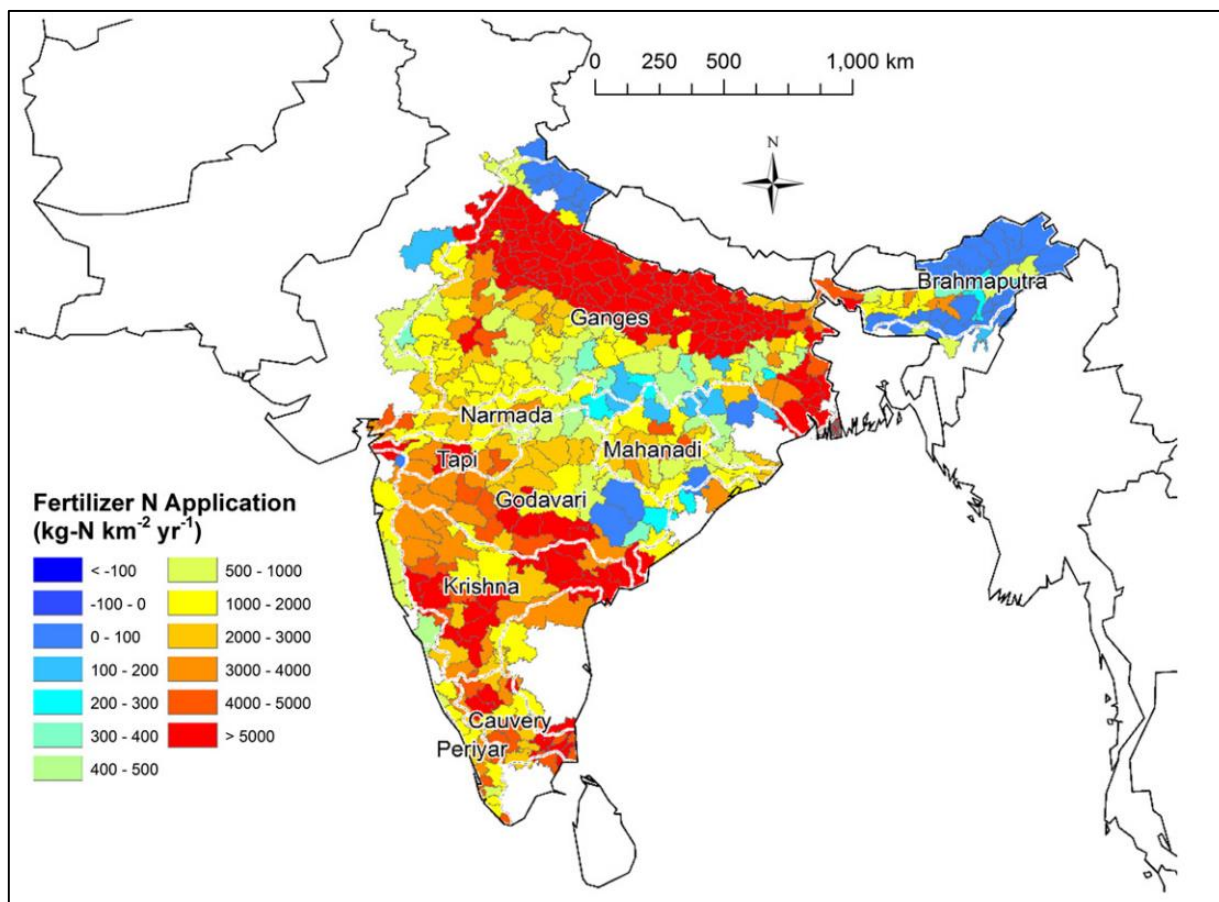 0 250 500 1,000 km
N
Brahmaputra
Ganges
Narmada
Mahanadi
Tapi
Godavari
Krishna
Cauvery
Periyar
Fertilizer N Application
(kg-N km⁻² yr⁻¹)
< -100
-100 - 0
0 - 100
100 - 200
200 - 300
300 - 400
400 - 500
500 - 1000
1000 - 2000
2000 - 3000
3000 - 4000
4000 - 5000
> 5000